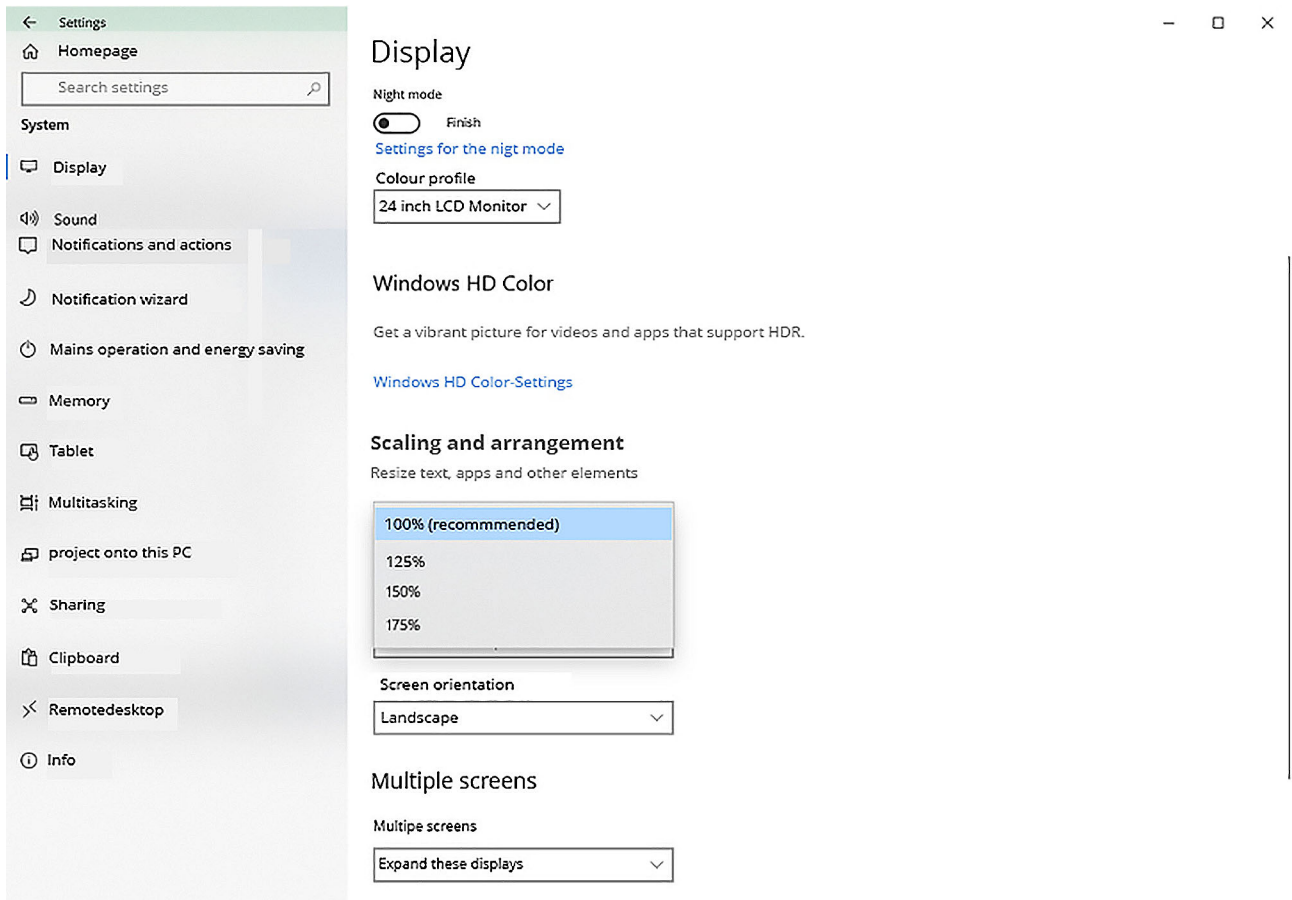 Settings
Homepage
Search settings
System
Display
Sound
Notifications and actions
Notification wizard
Mains operation and energy saving
Memory
Tablet
Multitasking
project onto this PC
Sharing
Clipboard
Remotedesktop
Info
Display
Night mode
Finish
Settings for the nigt mode
Colour profile
24 inch LCD Monitor
Windows HD Color
Get a vibrant picture for videos and apps that support HDR.
Windows HD Color-Settings
Scaling and arrangement
Resize text, apps and other elements
100% (recommmended)
125%
150%
175%
Screen orientation
Landscape
Multiple screens
Multipe screens
Expand these displays